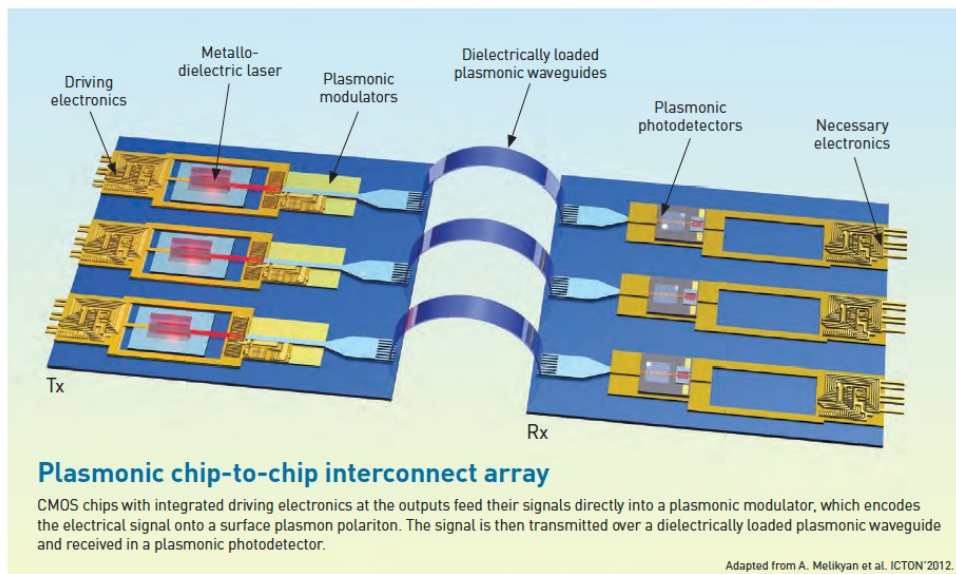 Metallo-
dielectric laser
Dielectrically loaded
plasmonic waveguides
Driving
electronics
Plasmonic
modulators
Plasmonic
photodetectors
Necessary
electronics
Tx
Rx
Plasmonic chip-to-chip interconnect array
CMOS chips with integrated driving electronics at the outputs feed their signals directly into a plasmonic modulator, which encodes
the electrical signal onto a surface plasmon polariton. The signal is then transmitted over a dielectrically loaded plasmonic waveguide
and received in a plasmonic photodetector.
Adapted from A. Melikyan et al. ICTON'2012.